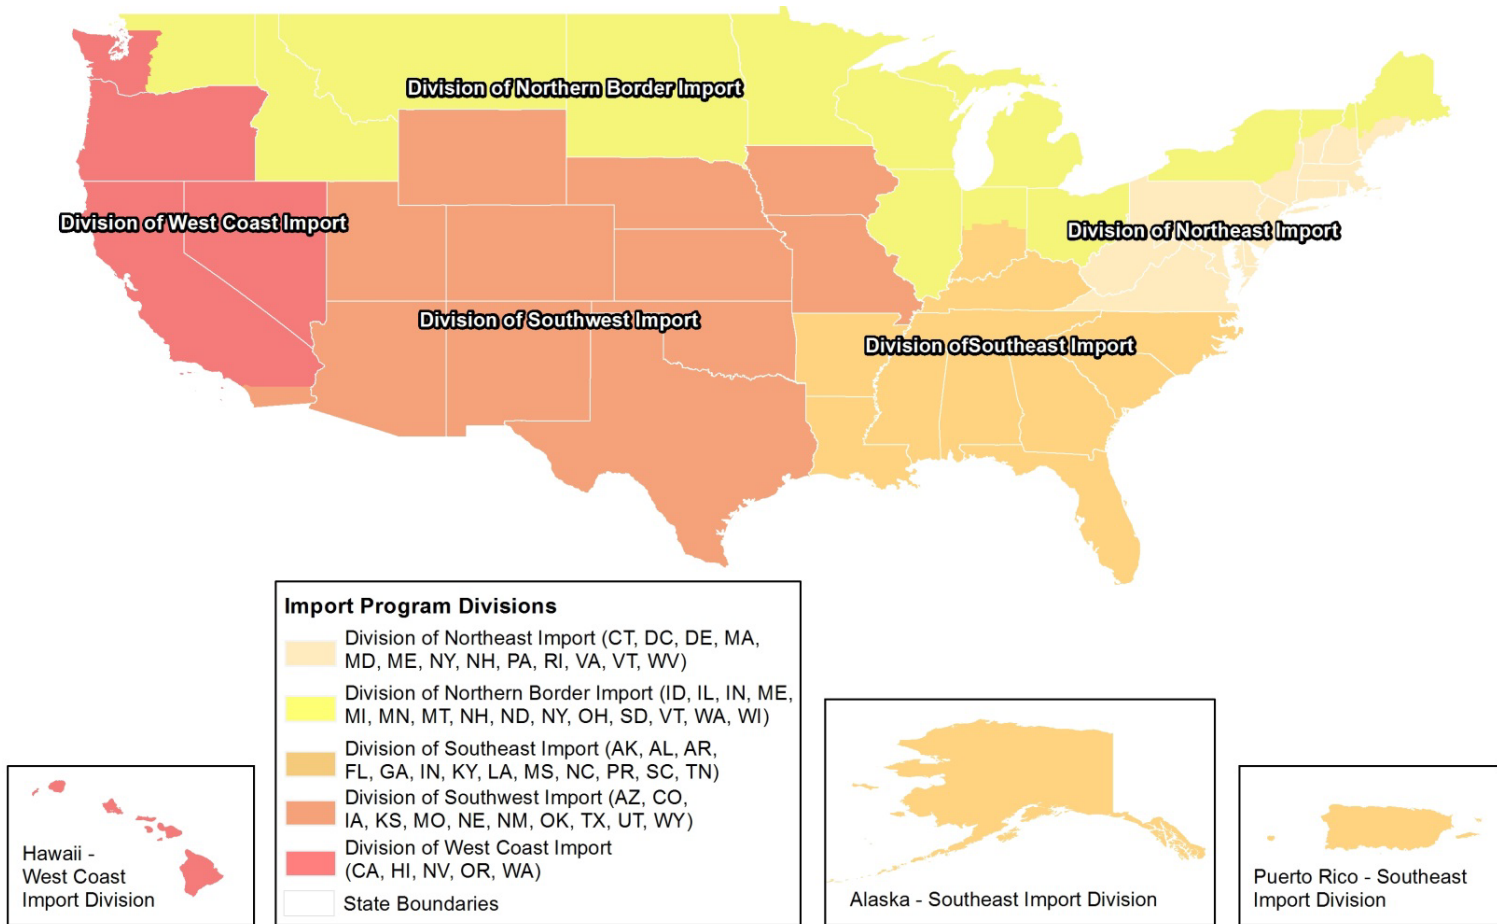 Division of Northern Border Import
Division of West Coast Import
Division of Northeast Import
Division of Southwest Import
Division ofSoutheast Import
Import Program Divisions
Division of Northeast Import (CT, DC, DE, MA,
MD, ME, NY, NH, PA, RI, VA, VT, WV)
Division of Northern Border Import (ID, IL, IN, ME,
MI, MN, MT, NH, ND, NY, OH, SD, VT, WA, WI)
Division of Southeast Import (AK, AL, AR,
FL, GA, IN, KY, LA, MS, NC, PR, SC, TN)
Division of Southwest Import (AZ, CO,
IA, KS, MO, NE, NM, OK, TX, UT, WY)
Division of West Coast Import
(CA, HI, NV, OR, WA)
State Boundaries
Hawaii -
West Coast
Import Division
Alaska - Southeast Import Division
Puerto Rico - Southeast
Import Division